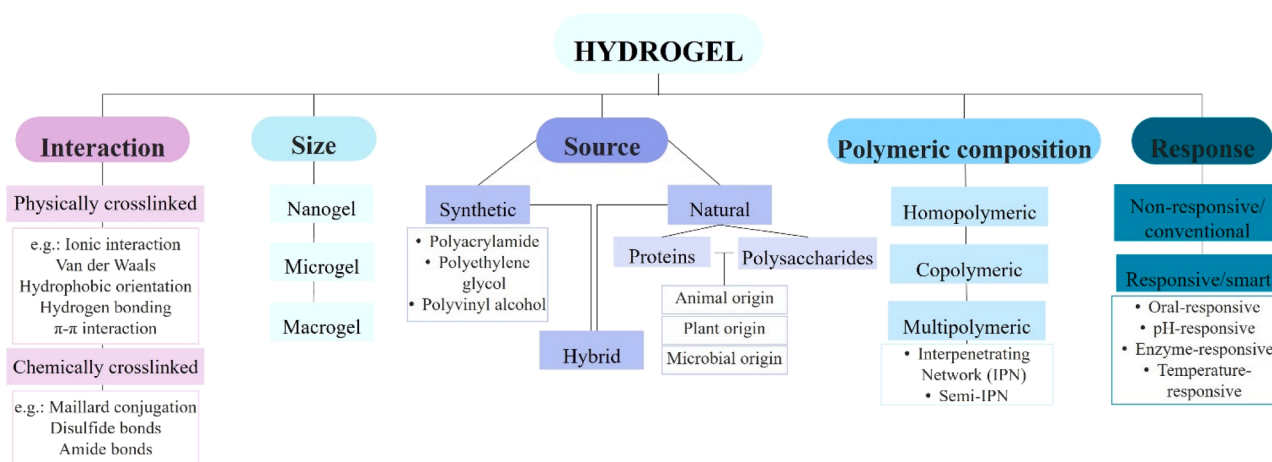 HYDROGEL
Interaction
Physically crosslinked
e.g.: Ionic interaction
Van der Waals
Hydrophobic orientation
Hydrogen bonding
π-π interaction
Chemically crosslinked
e.g.: Maillard conjugation
Disulfide bonds
Amide bonds
Size
Nanogel
Microgel
Macrogel
Source
Synthetic
• Polyacrylamide
• Polyethylene
glycol
• Polyvinyl alcohol
Natural
Proteins
Polysaccharides
Animal origin
Plant origin
Microbial origin
Hybrid
Polymeric composition
Homopolymeric
Copolymeric
Multipolymeric
• Interpenetrating
Network (IPN)
• Semi-IPN
Response
Non-responsive/
conventional
Responsive/smart
• Oral-responsive
• pH-responsive
• Enzyme-responsive
• Temperature-
responsive